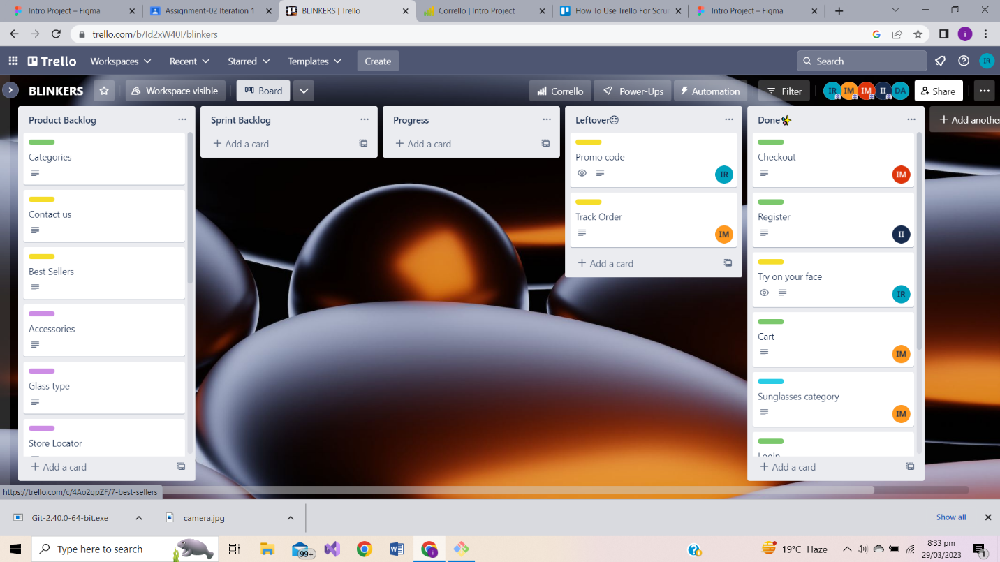 Intro Project – Figma
Assignment-02 Iteration 1
BLINKERS | Trello
Corrello | Intro Project
How To Use Trello For Scru
Intro Project – Figma
trello.com/b/Id2xW40I/blinkers
i
Trello
Workspaces
Recent
Starred
Templates
Create
Search
IR
BLINKERS
Workspace visible
Board
Corrello
Power-Ups
Automation
Filter
IR
IM
IM
II
DA
Share
Product Backlog
Categories
Contact us
Best Sellers
Accessories
Glass type
Store Locator
+ Add a card
Sprint Backlog
+ Add a card
Progress
+ Add a card
Leftover😢
Promo code
IR
Track Order
IM
+ Add a card
Done✨
Checkout
IM
Register
II
Try on your face
IR
Cart
IM
Sunglasses category
IM
Login
+ Add a card
+ Add another
https://trello.com/c/4Ao2gpZF/7-best-sellers
Git-2.40.0-64-bit.exe
camera.jpg
Show all
Type here to search
99+
i
19°C Haze
8:33 pm
29/03/2023
1